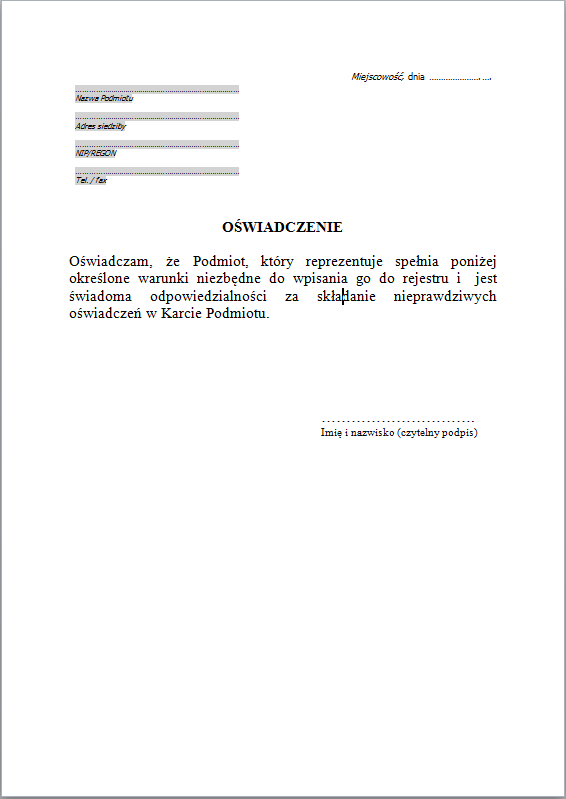 Miejscowość, dnia ………………….. ….
……………………………………………………
Nazwa Podmiotu
……………………………………………………
Adres siedziby
……………………………………………………
NIP/REGON
……………………………………………………
Tel. / fax
OŚWIADCZENIE
Oświadczam, że Podmiot, który reprezentuje spełnia poniżej
określone warunki niezbędne do wpisania go do rejestru i jest
świadoma odpowiedzialności za składanie nieprawdziwych
oświadczeń w Karcie Podmiotu.
...............................
Imię i nazwisko (czytelny podpis)